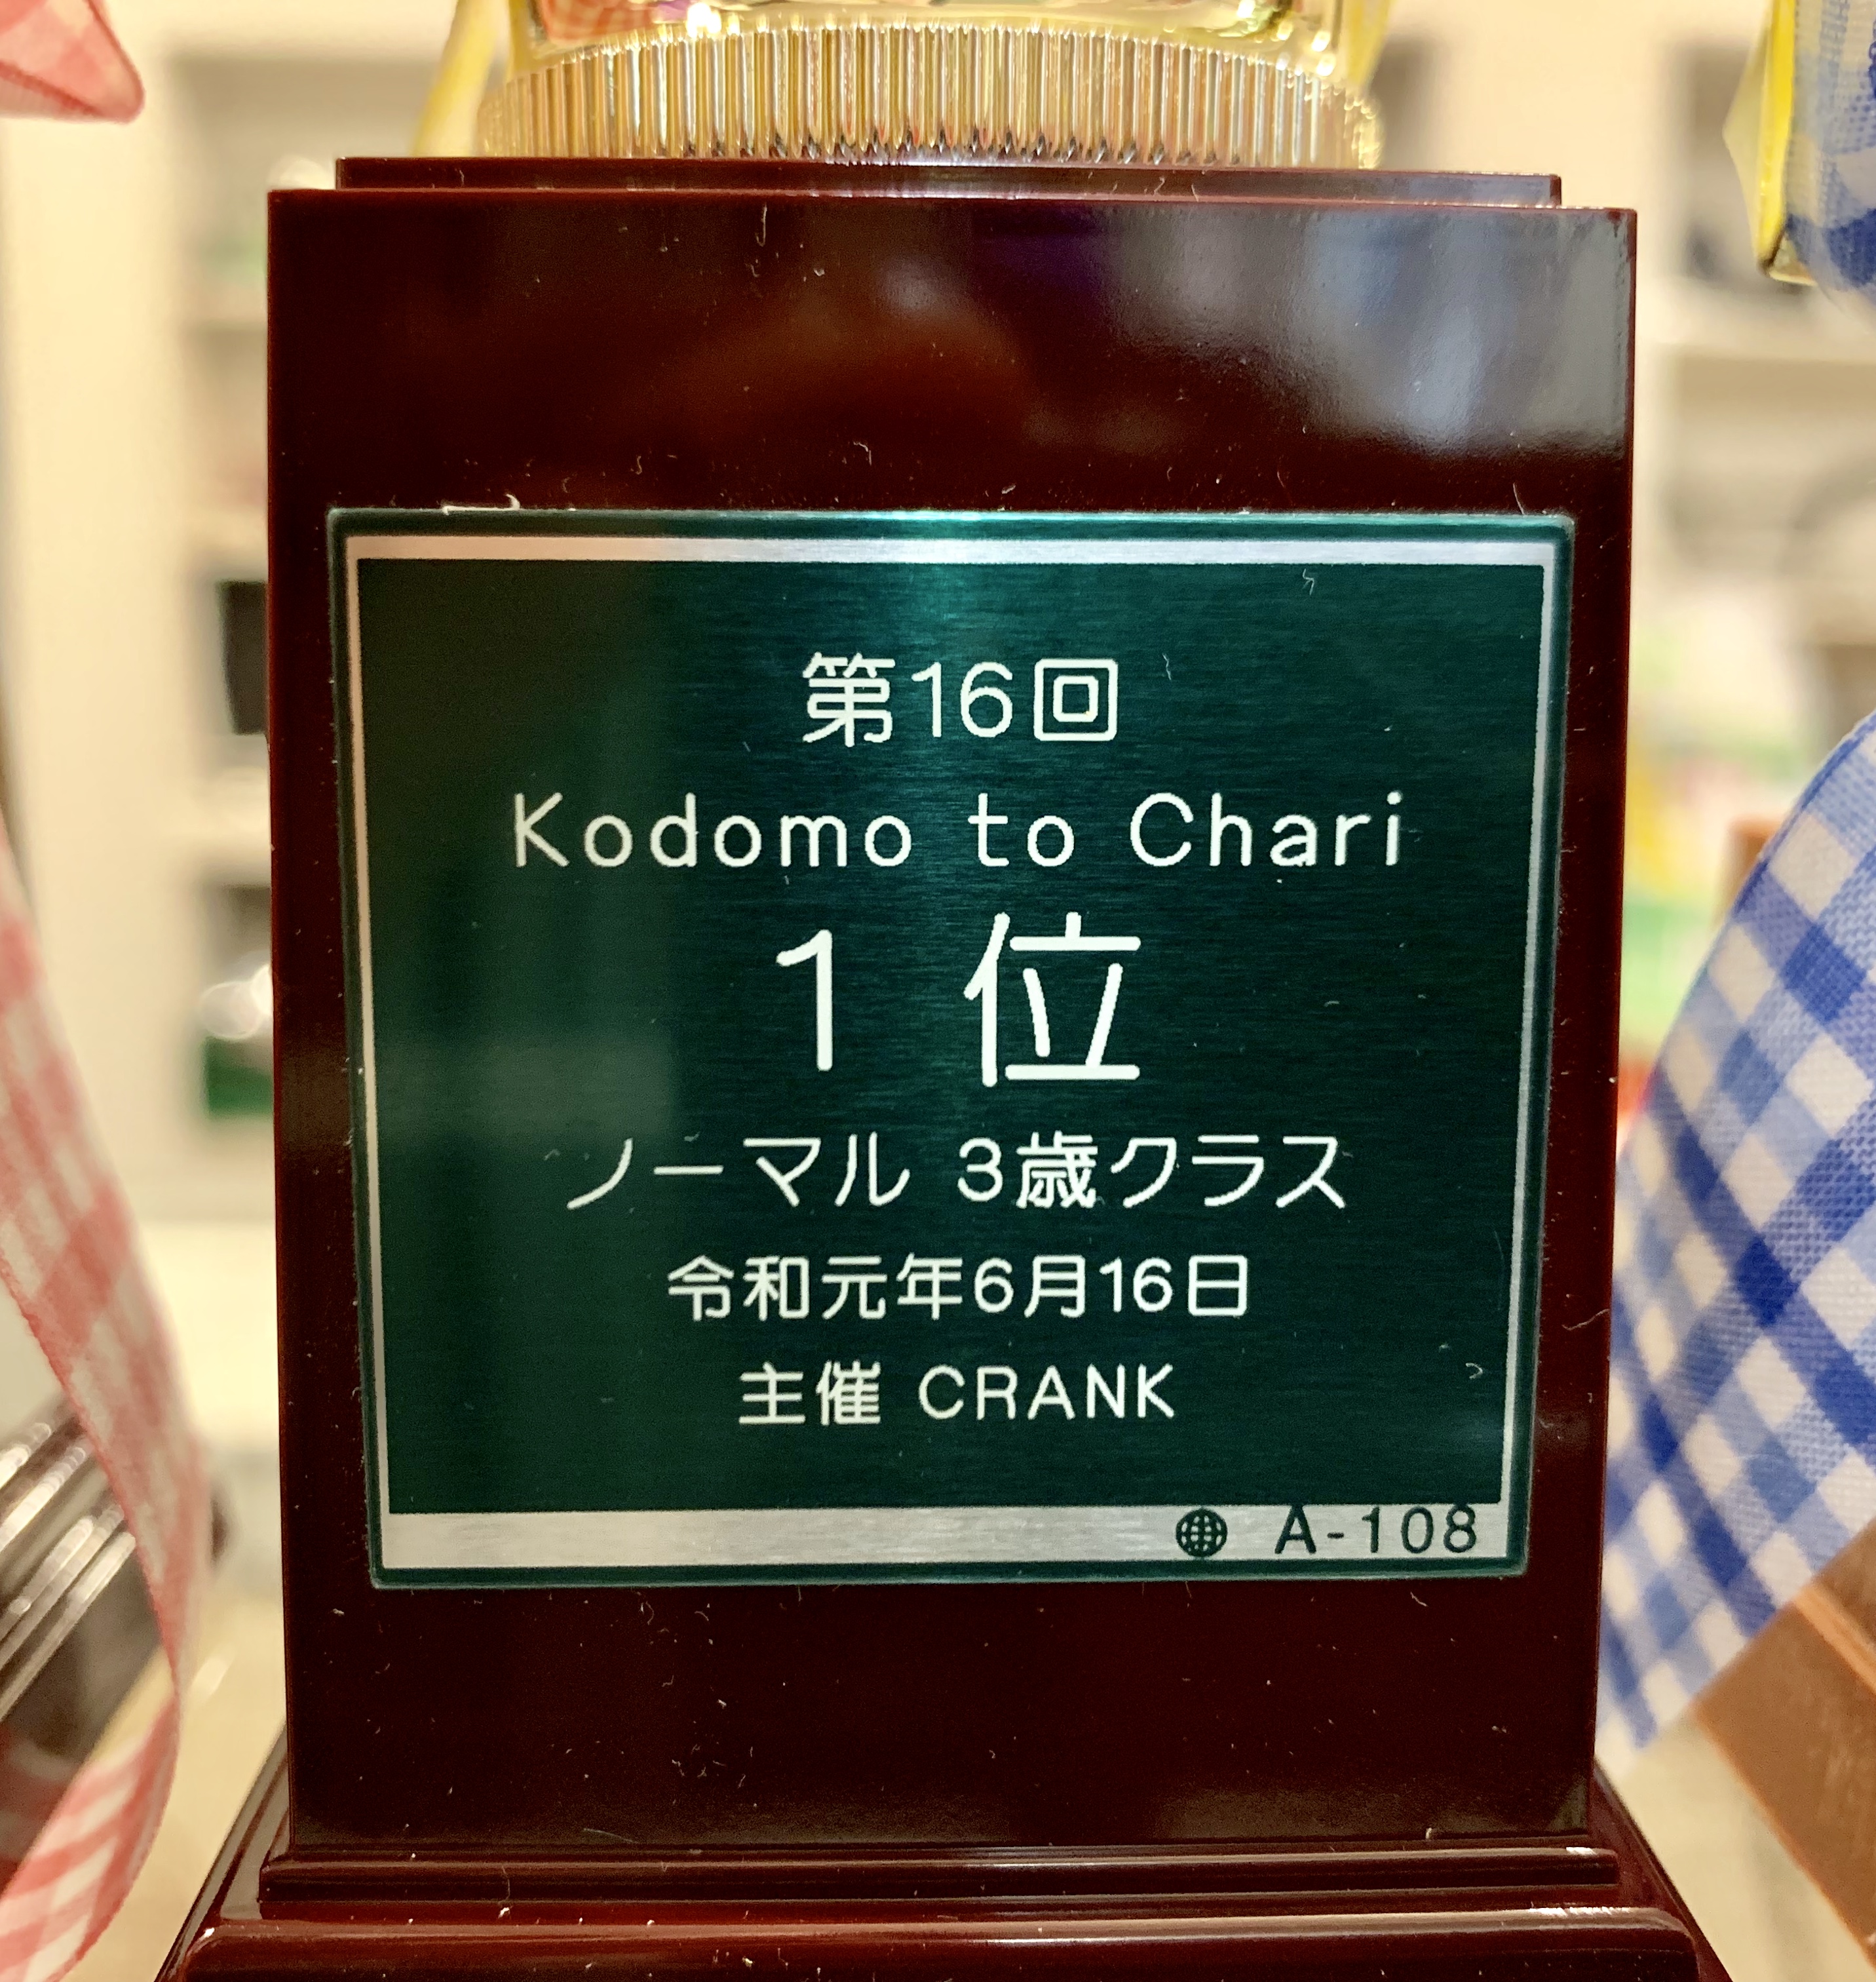 第16回
Kodomo to Chari
1 位
ノーマル 3歳クラス
令和元年6月16日
主催 CRANK
A-108